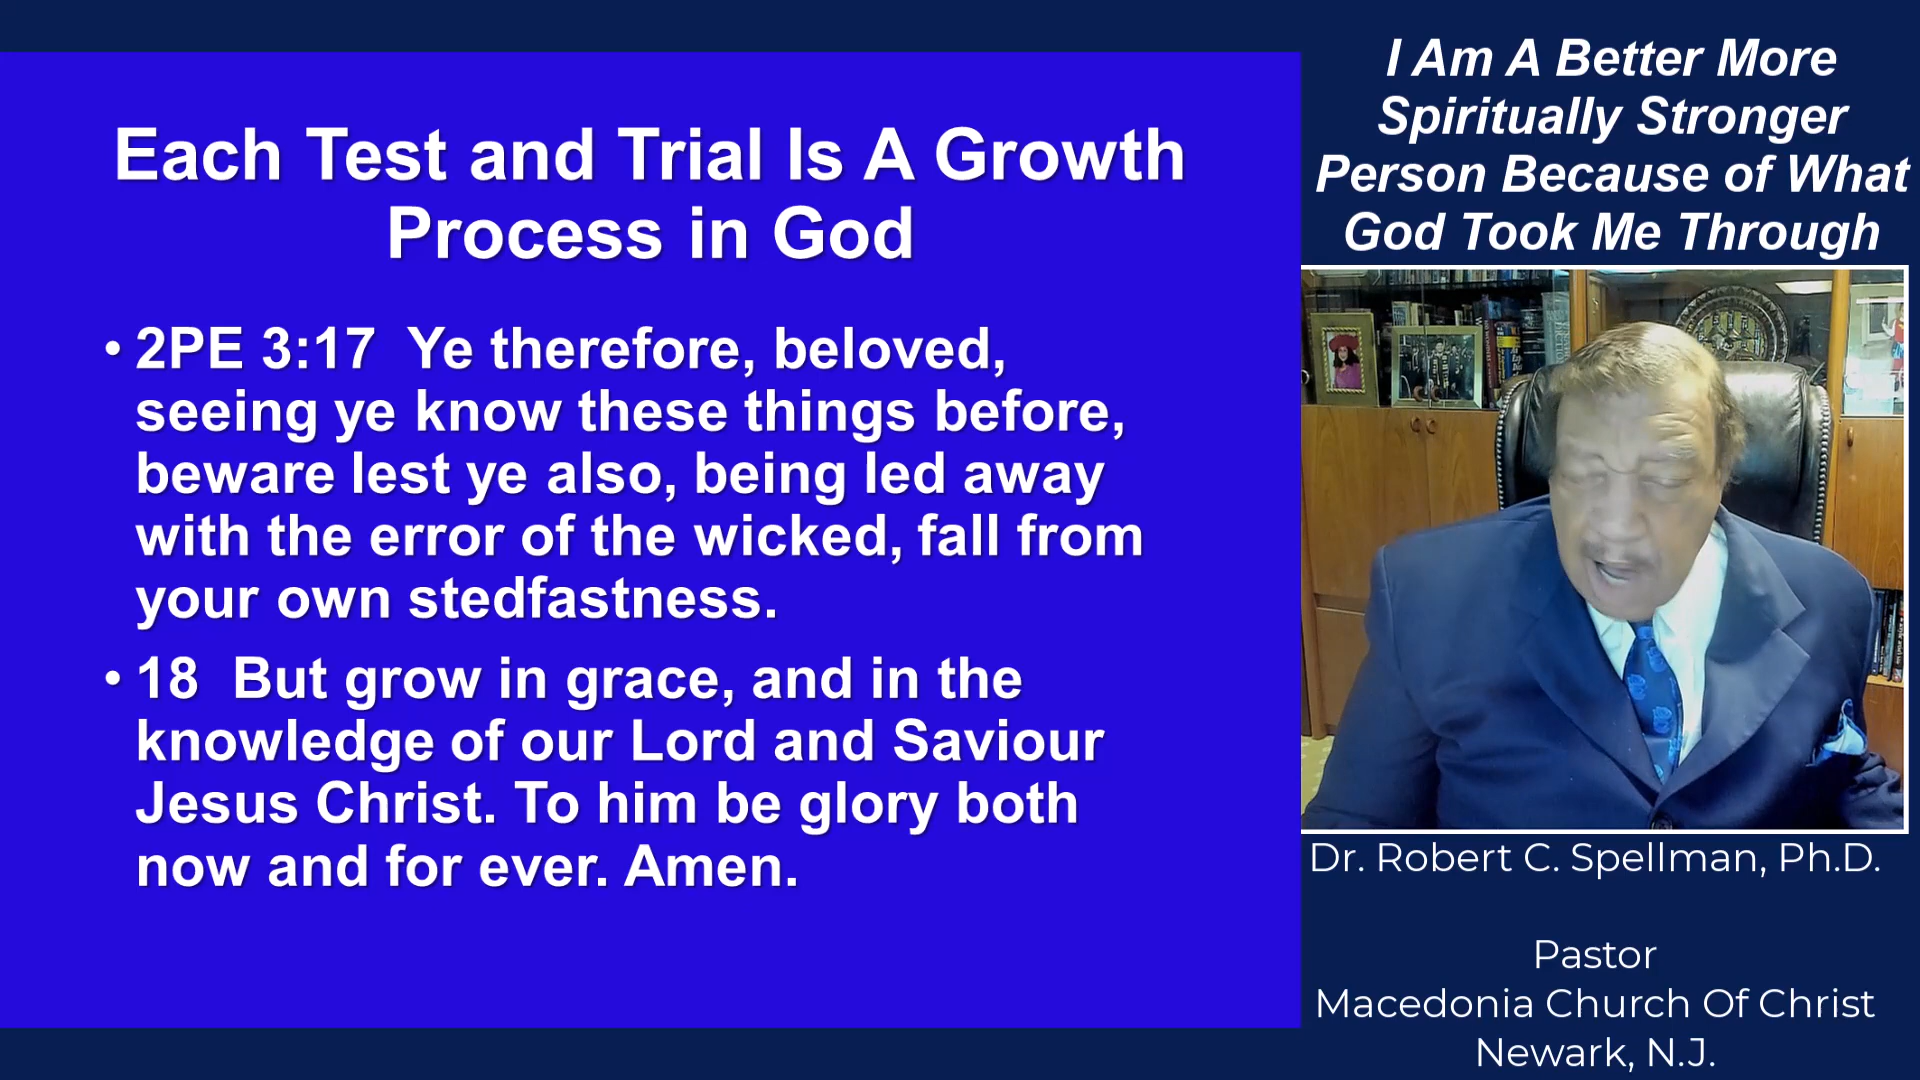 Each Test and Trial Is A Growth
Process in God
• 2PE 3:17 Ye therefore, beloved,
seeing ye know these things before,
beware lest ye also, being led away
with the error of the wicked, fall from
your own stedfastness.
• 18 But grow in grace, and in the
knowledge of our Lord and Saviour
Jesus Christ. To him be glory both
now and for ever. Amen.
I Am A Better More
Spiritually Stronger
Person Because of What
God Took Me Through
Dr. Robert C. Spellman, Ph.D.
Pastor
Macedonia Church Of Christ
Newark, N.J.